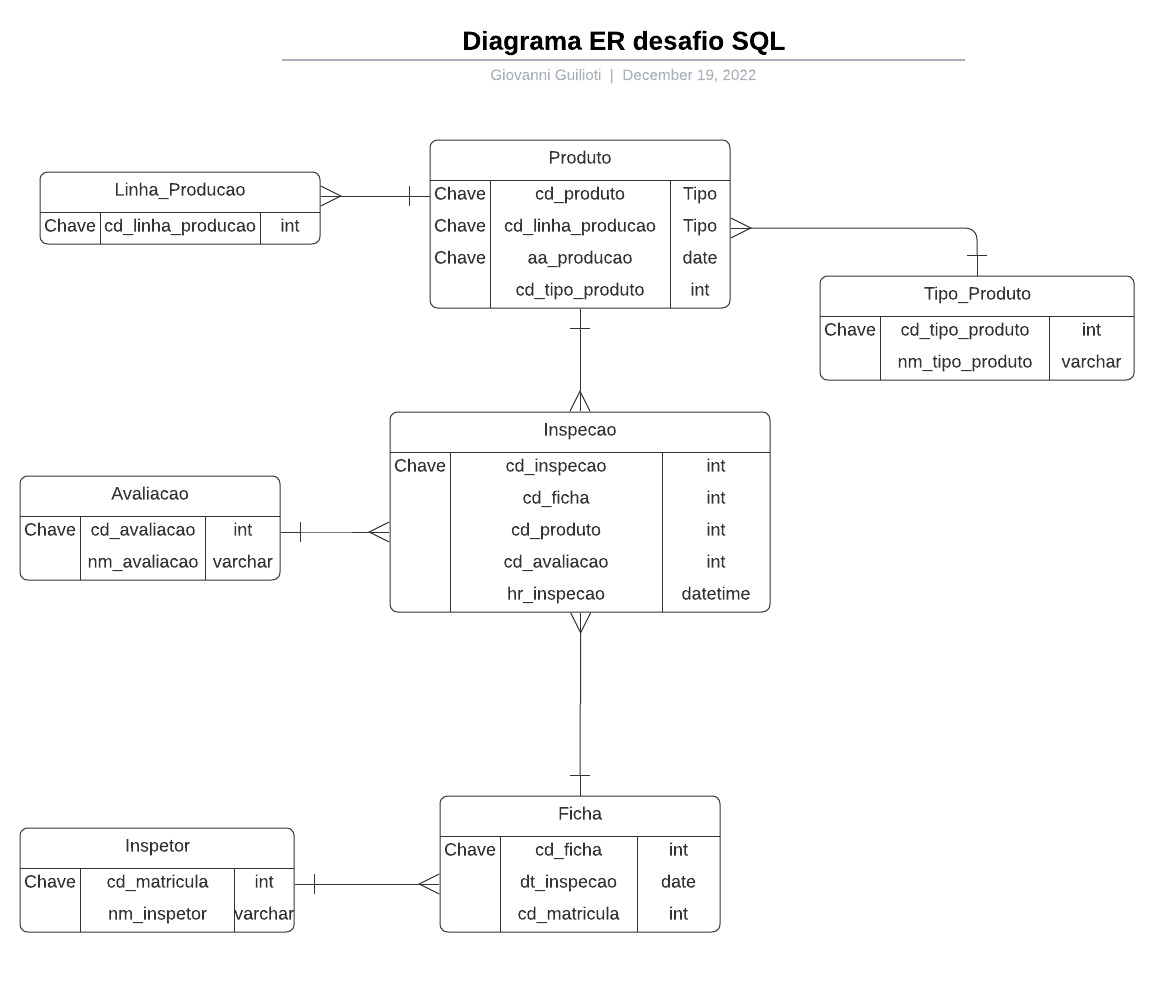 Diagrama ER desafio SQL
Giovanni Guilioti | December 19, 2022
Produto
Chave cd_produto Tipo
Chave cd_linha_producao Tipo
Chave aa_producao date
cd_tipo_produto int
Linha_Producao
Chave cd_linha_producao int
Tipo_Produto
Chave cd_tipo_produto int
nm_tipo_produto varchar
Inspecao
Chave cd_inspecao int
cd_ficha int
cd_produto int
cd_avaliacao int
hr_inspecao datetime
Avaliacao
Chave cd_avaliacao int
nm_avaliacao varchar
Ficha
Chave cd_ficha int
dt_inspecao date
cd_matricula int
Inspetor
Chave cd_matricula int
nm_inspetor varchar